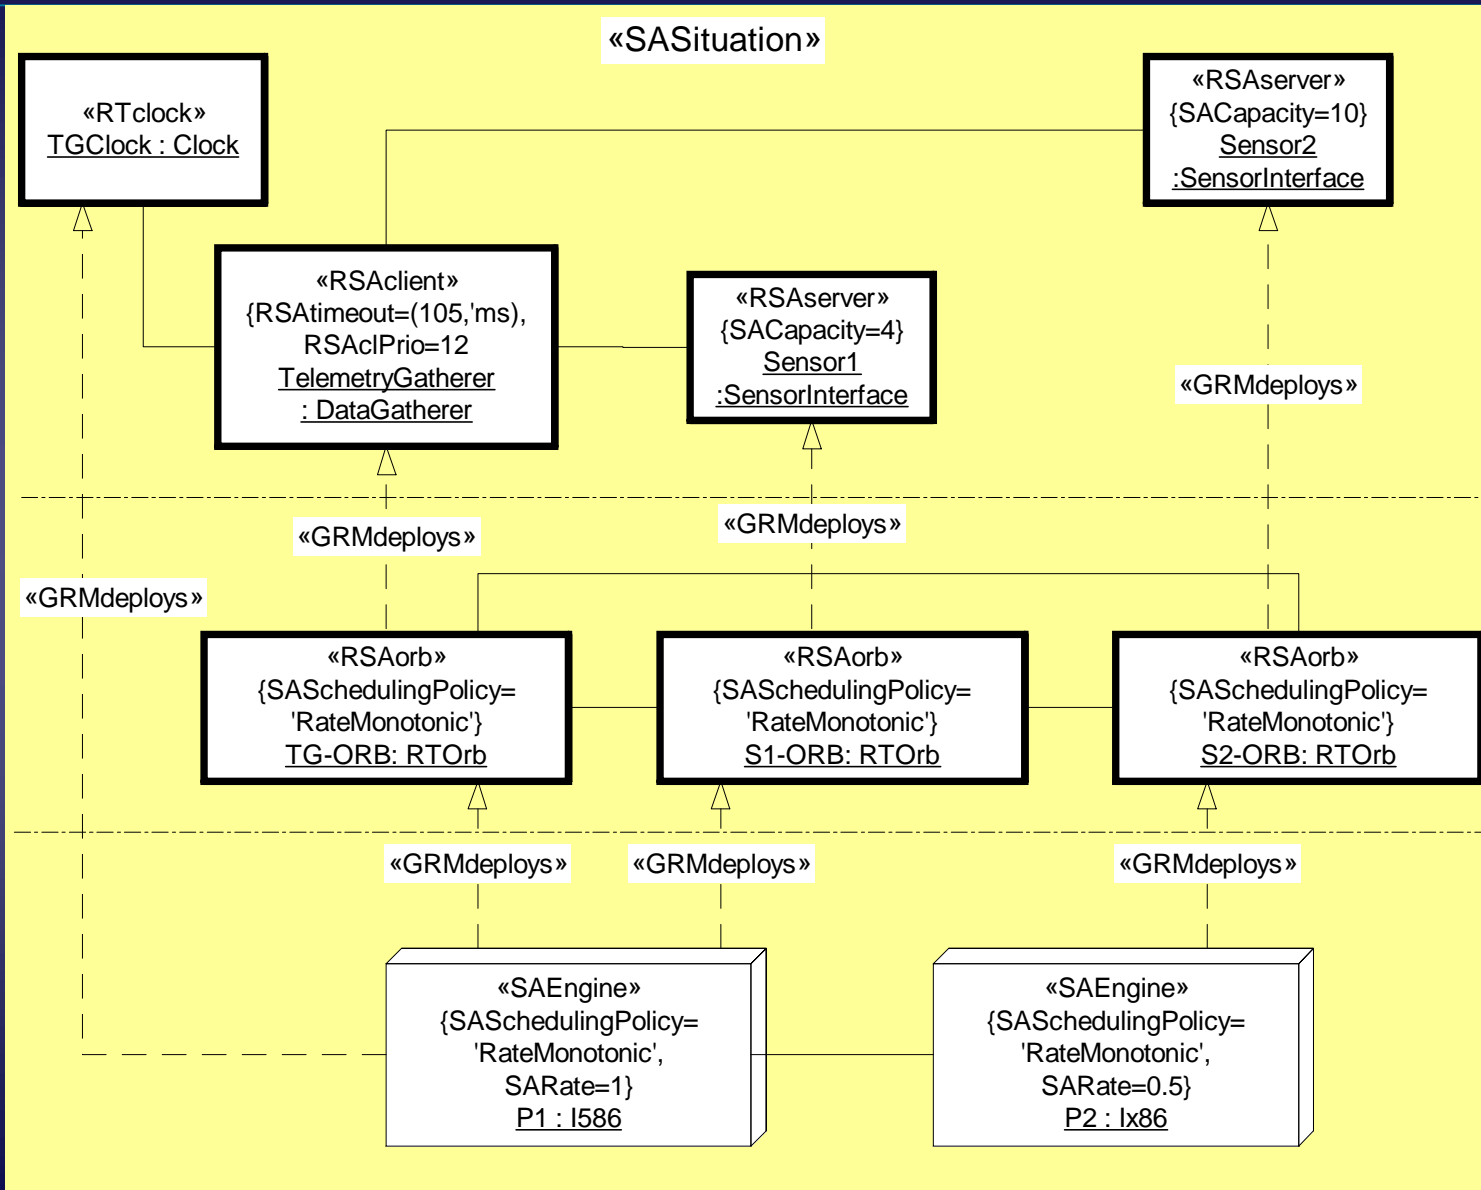 «SASituation»
«RTclock»
TGClock : Clock
«RSAserver»
{SACapacity=10}
Sensor2
:SensorInterface
«RSAclient»
{RSAtimeout=(105,'ms),
RSAclPrio=12
TelemetryGatherer
: DataGatherer
«RSAserver»
{SACapacity=4}
Sensor1
:SensorInterface
«GRMdeploys»
«GRMdeploys»
«GRMdeploys»
«GRMdeploys»
«RSAorb»
{SASchedulingPolicy=
'RateMonotonic'}
TG-ORB: RTOrb
«RSAorb»
{SASchedulingPolicy=
'RateMonotonic'}
S1-ORB: RTOrb
«RSAorb»
{SASchedulingPolicy=
'RateMonotonic'}
S2-ORB: RTOrb
«GRMdeploys»
«GRMdeploys»
«GRMdeploys»
«SAEngine»
{SASchedulingPolicy=
'RateMonotonic',
SARate=1}
P1 : I586
«SAEngine»
{SASchedulingPolicy=
'RateMonotonic',
SARate=0.5}
P2 : Ix86